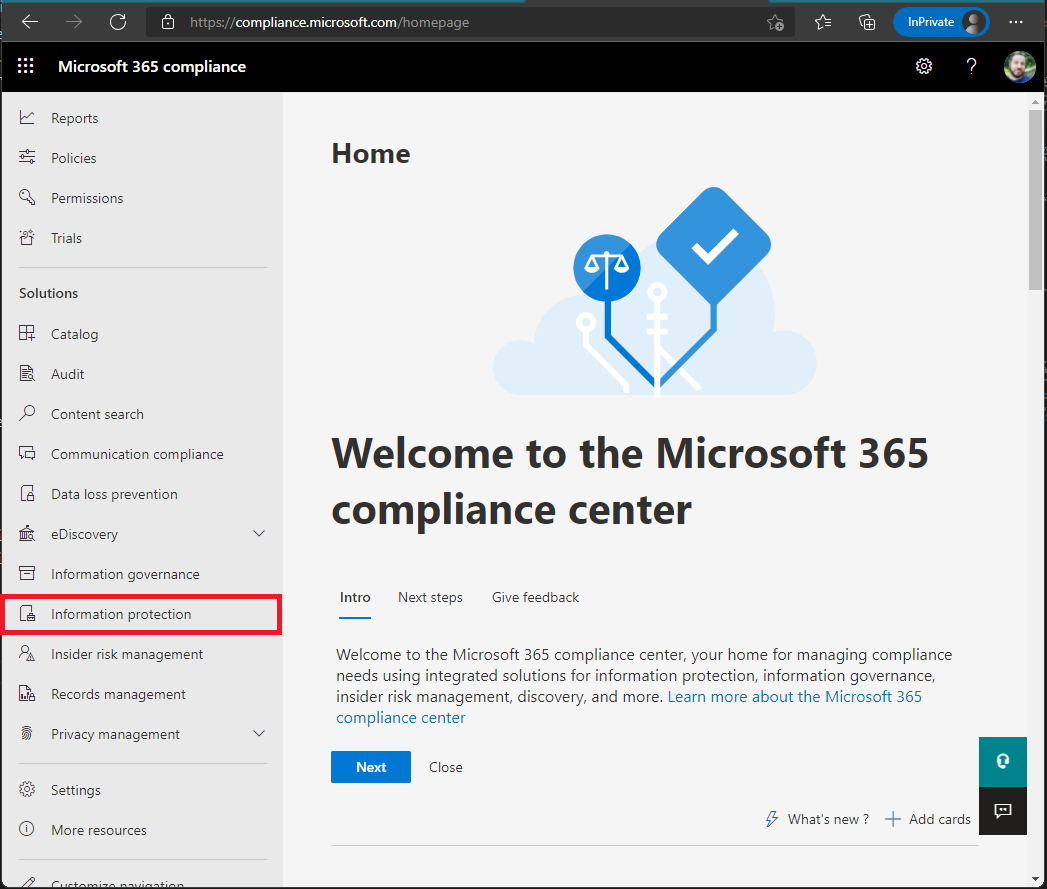 https://compliance.microsoft.com/homepage
InPrivate
Microsoft 365 compliance
?
Reports
Policies
Permissions
Trials
Solutions
Catalog
Audit
Content search
Communication compliance
Data loss prevention
eDiscovery
Information governance
Information protection
Insider risk management
Records management
Privacy management
Settings
More resources
Customize navigation
Home
Welcome to the Microsoft 365
compliance center
Intro Next steps Give feedback
Welcome to the Microsoft 365 compliance center, your home for managing compliance
needs using integrated solutions for information protection, information governance,
insider risk management, discovery, and more. Learn more about the Microsoft 365
compliance center
Next Close
What's new ? Add cards